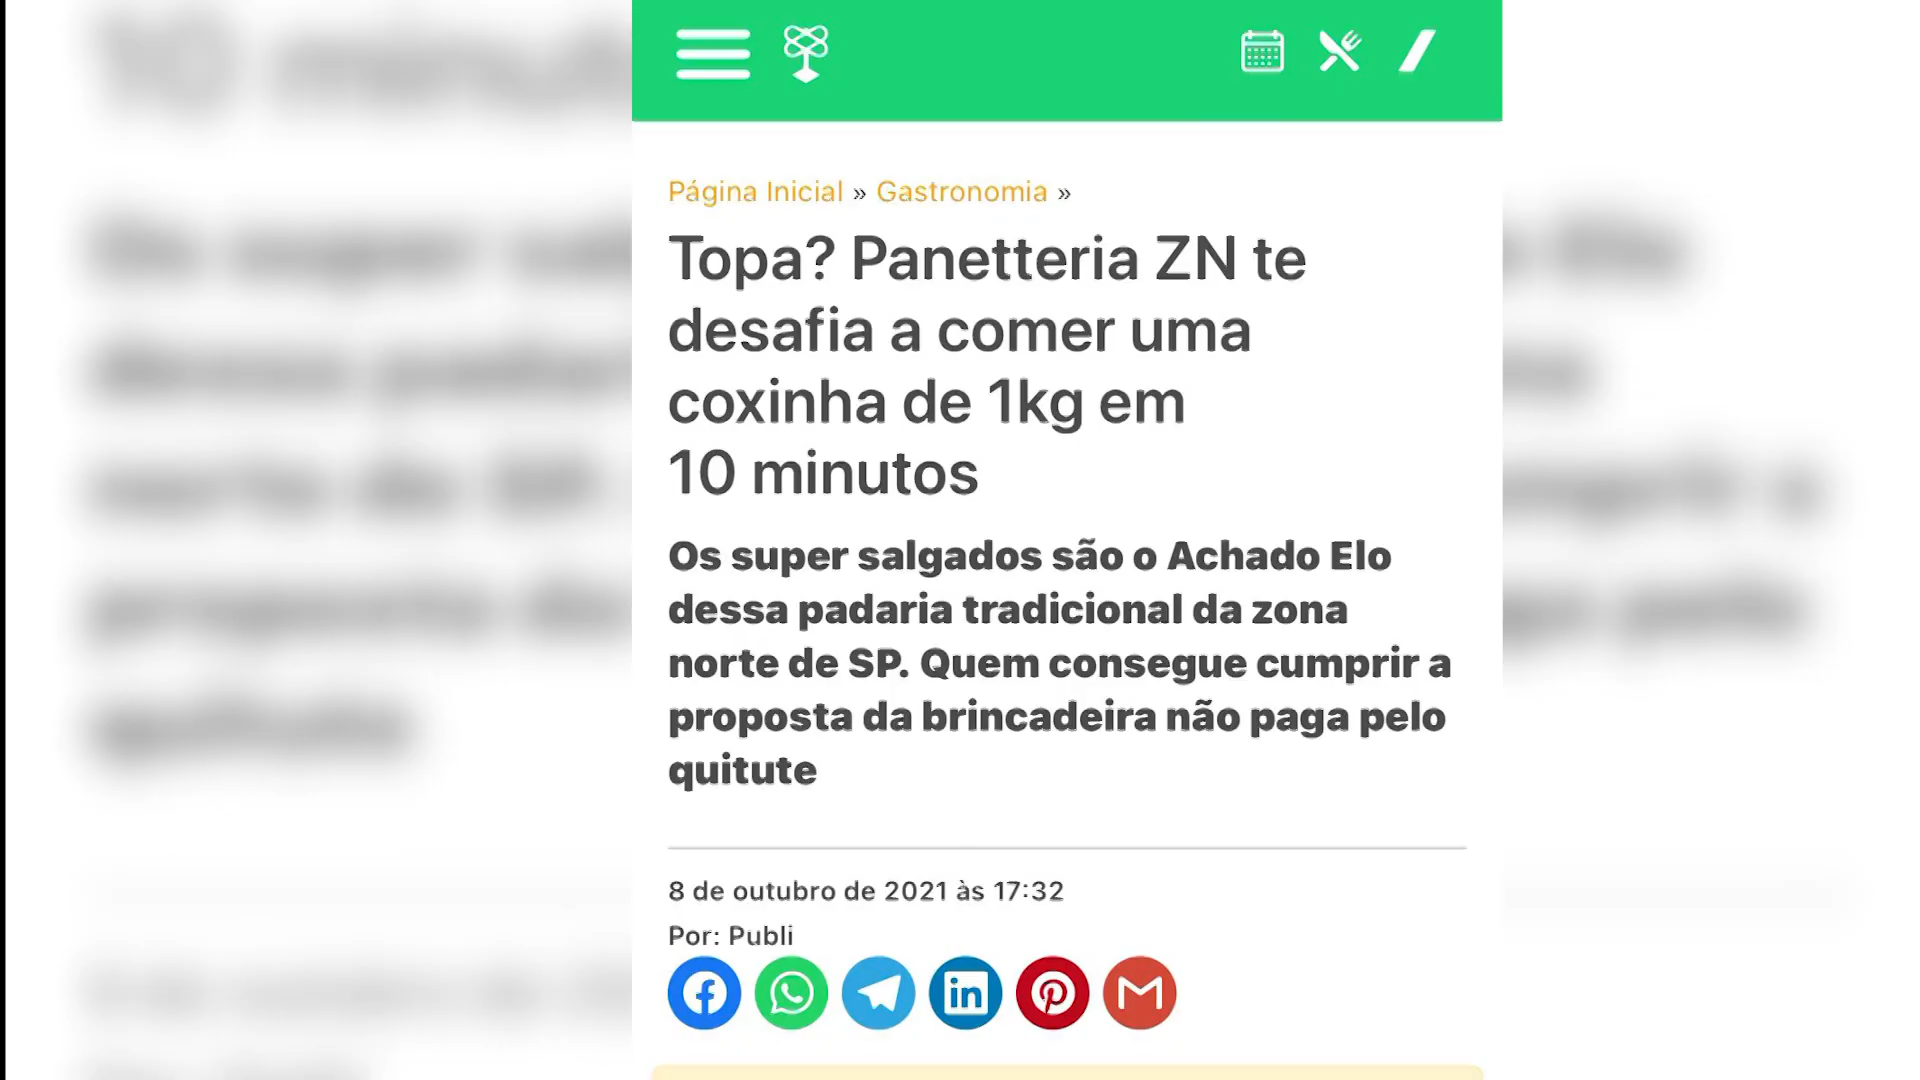 Página Inicial » Gastronomia »
Topa? Panetteria ZN te
desafia a comer uma
coxinha de 1kg em
10 minutos
Os super salgados são o Achado Elo
dessa padaria tradicional da zona
norte de SP. Quem consegue cumprir a
proposta da brincadeira não paga pelo
quitute
8 de outubro de 2021 às 17:32
Por: Publi